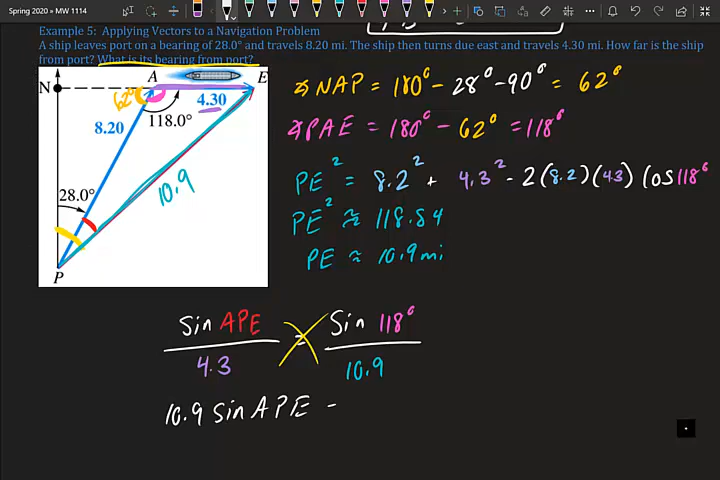 Spring 2020 » MW 1114
Example 5: Applying Vectors to a Navigation Problem
A ship leaves port on a bearing of 28.0° and travels 8.20 mi. The ship then turns due east and travels 4.30 mi. How far is the ship
from port? What is its bearing from port?
N A E
62°
4.30
8.20 118.0°
10.9
28.0°
P
∡NAP = 180° - 28° - 90° = 62°
∡PAE = 180° - 62° = 118°
PE² = 8.2² + 4.3² - 2(8.2)(4.3) Cos 118°
PE² ≈ 118.84
PE ≈ 10.9 mi
Sin APE = Sin 118°
4.3 10.9
10.9 Sin APE -